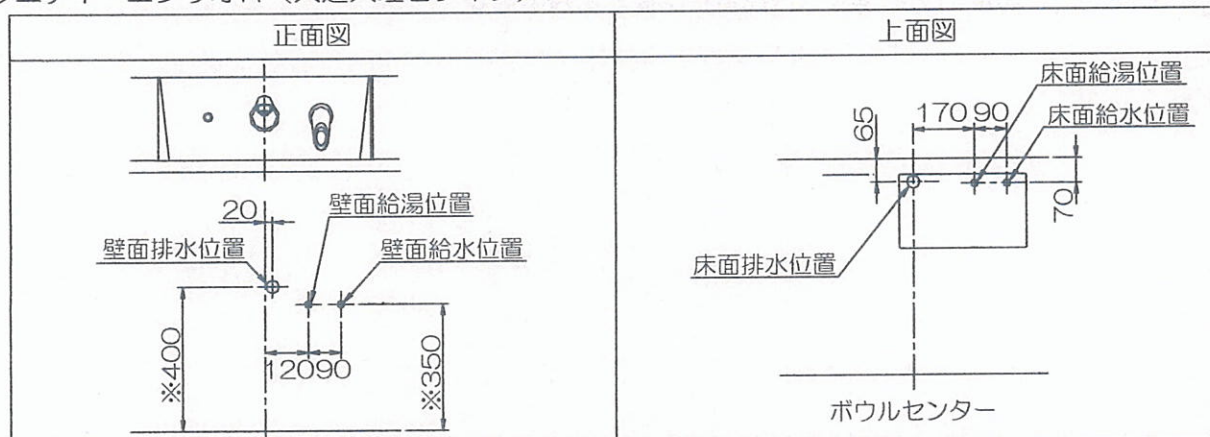 正面図
上面図
20
壁面給湯位置
壁面排水位置
壁面給水位置
※400
120
90
※350
床面給湯位置
170
90
床面給水位置
65
70
床面排水位置
ボウルセンター